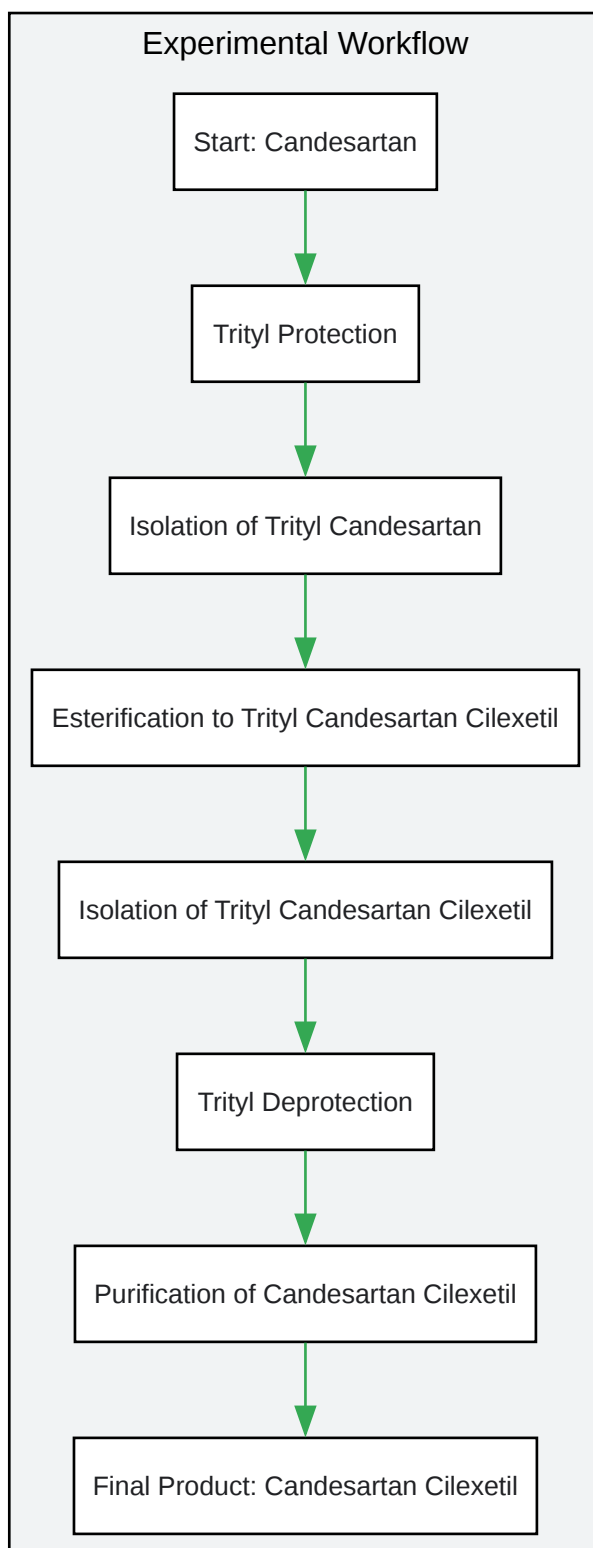 Experimental Workflow
Start: Candesartan
Trityl Protection
Isolation of Trityl Candesartan
Esterification to Trityl Candesartan Cilexetil
Isolation of Trityl Candesartan Cilexetil
Trityl Deprotection
Purification of Candesartan Cilexetil
Final Product: Candesartan Cilexetil